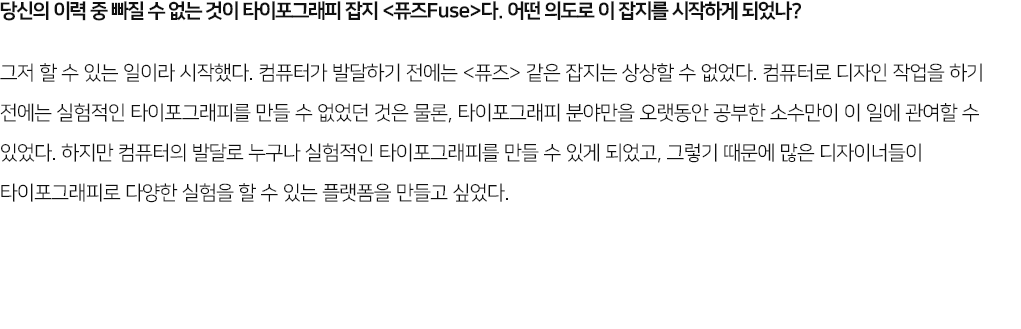 당신의 이력 중 빠질 수 없는 것이 타이포그래피 잡지 <퓨즈Fuse>다. 어떤 의도로 이 잡지를 시작하게 되었나?
그저 할 수 있는 일이라 시작했다. 컴퓨터가 발달하기 전에는 <퓨즈> 같은 잡지는 상상할 수 없었다. 컴퓨터로 디자인 작업을 하기
전에는 실험적인 타이포그래피를 만들 수 없었던 것은 물론, 타이포그래피 분야만을 오랫동안 공부한 소수만이 이 일에 관여할 수
있었다. 하지만 컴퓨터의 발달로 누구나 실험적인 타이포그래피를 만들 수 있게 되었고, 그렇기 때문에 많은 디자이너들이
타이포그래피로 다양한 실험을 할 수 있는 플랫폼을 만들고 싶었다.